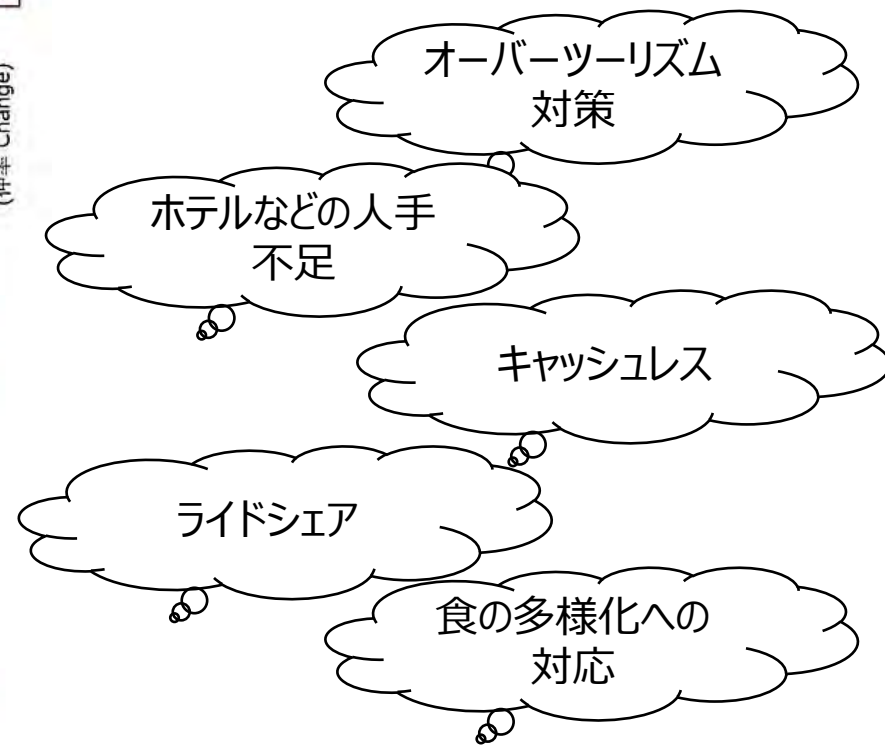 オーバーツーリズム
対策
ホテルなどの人手
不足
キャッシュレス
ライドシェア
食の多様化への
対応
Change)